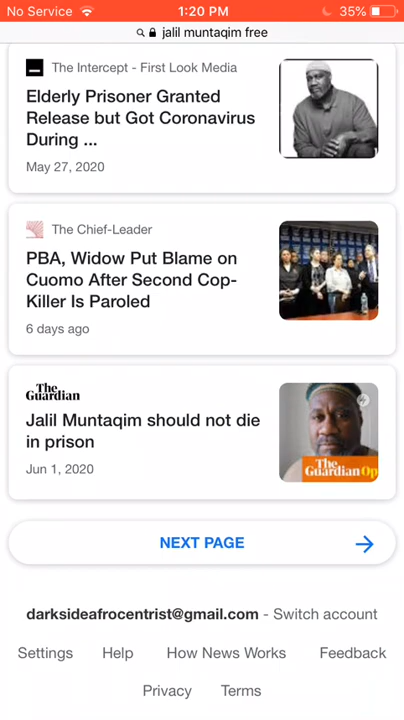 No Service 1:20 PM 35%
jalil muntaqim free
The Intercept - First Look Media
Elderly Prisoner Granted
Release but Got Coronavirus
During ...
May 27, 2020
The Chief-Leader
PBA, Widow Put Blame on
Cuomo After Second Cop-
Killer Is Paroled
6 days ago
The Guardian
Jalil Muntaqim should not die
in prison
Jun 1, 2020
The Guardian Op
NEXT PAGE
darksideafrocentrist@gmail.com - Switch account
Settings Help How News Works Feedback
Privacy Terms